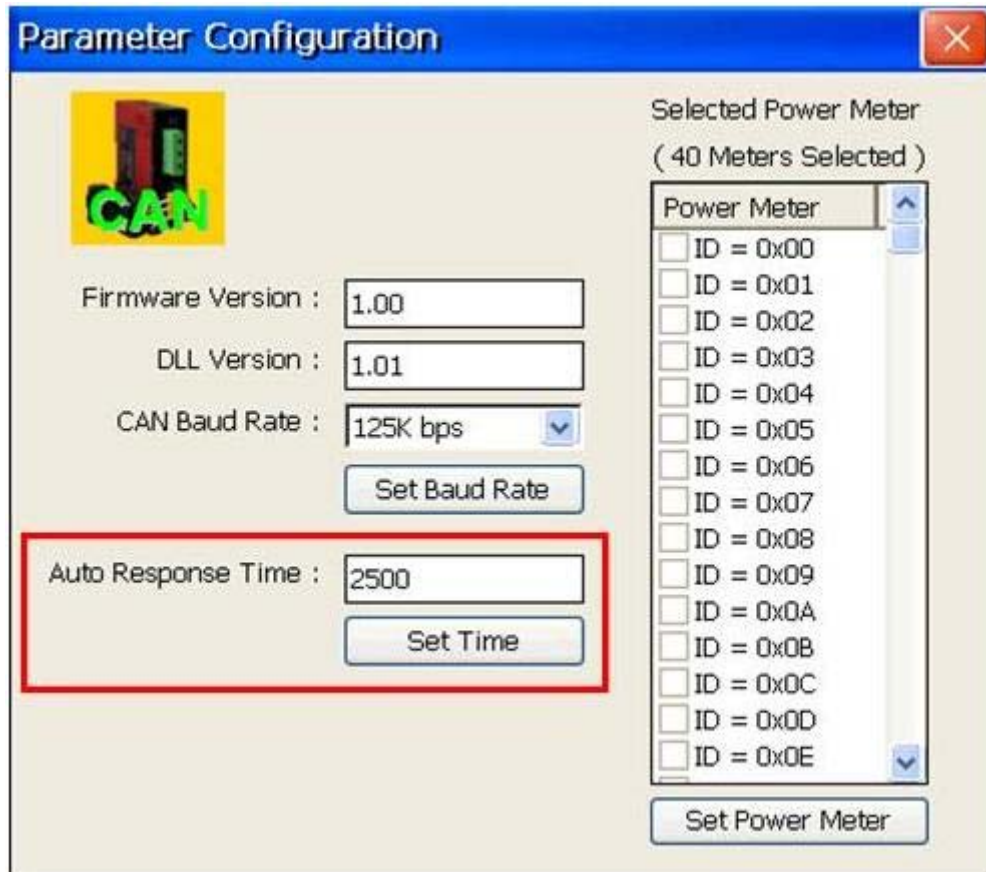 Parameter Configuration
CAN
Firmware Version :
1.00
DLL Version :
1.01
CAN Baud Rate :
125K bps
Set Baud Rate
Auto Response Time :
2500
Set Time
Selected Power Meter
( 40 Meters Selected )
Power Meter
ID = 0x00
ID = 0x01
ID = 0x02
ID = 0x03
ID = 0x04
ID = 0x05
ID = 0x06
ID = 0x07
ID = 0x08
ID = 0x09
ID = 0x0A
ID = 0x0B
ID = 0x0C
ID = 0x0D
ID = 0x0E
Set Power Meter